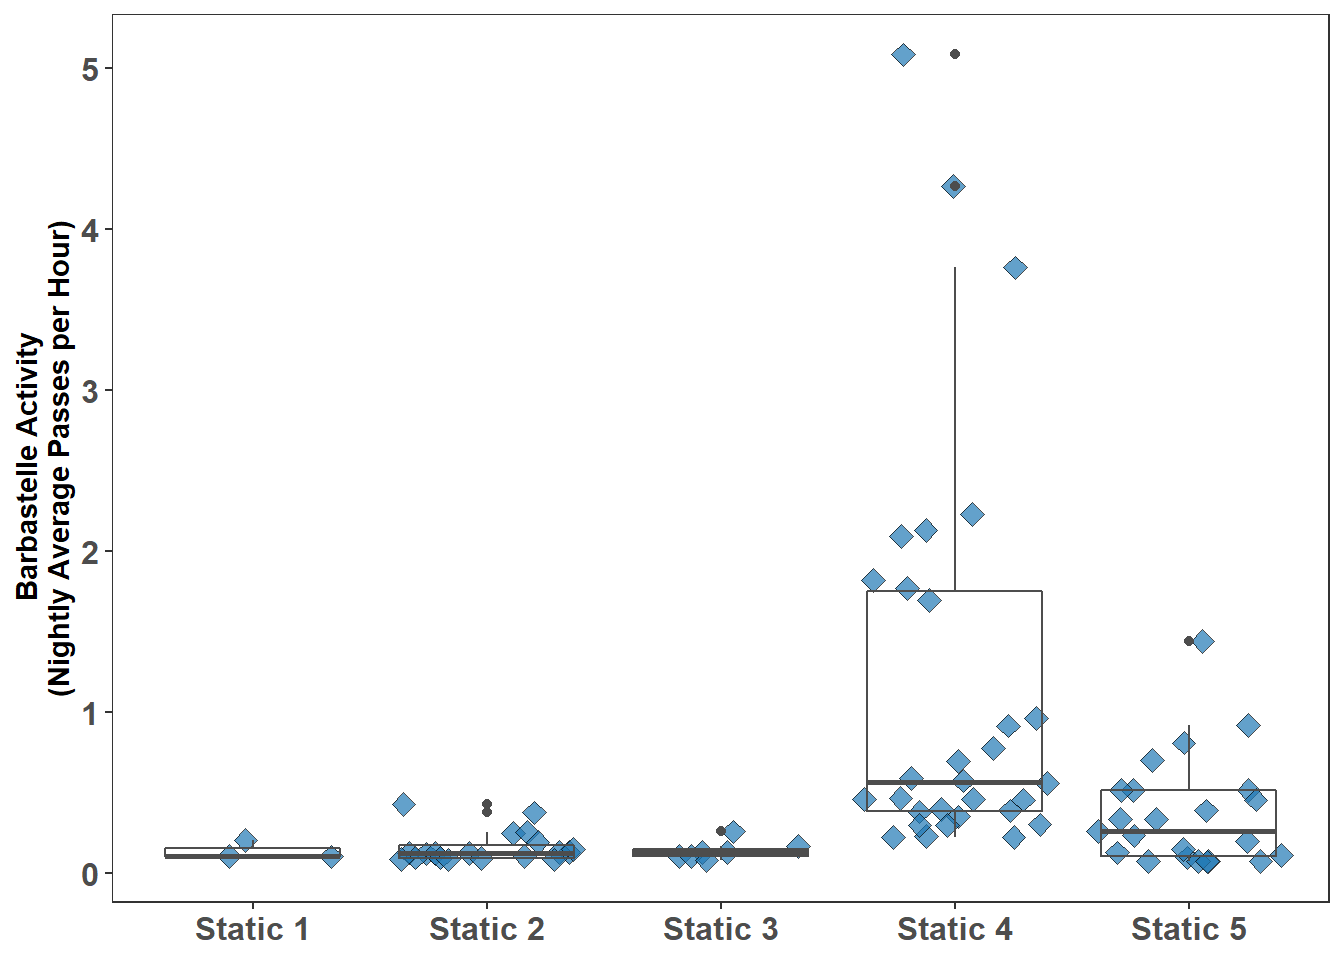 Barbastelle Activity
(Nightly Average Passes per Hour)
5
4
3
2
1
0
Static 1
Static 2
Static 3
Static 4
Static 5